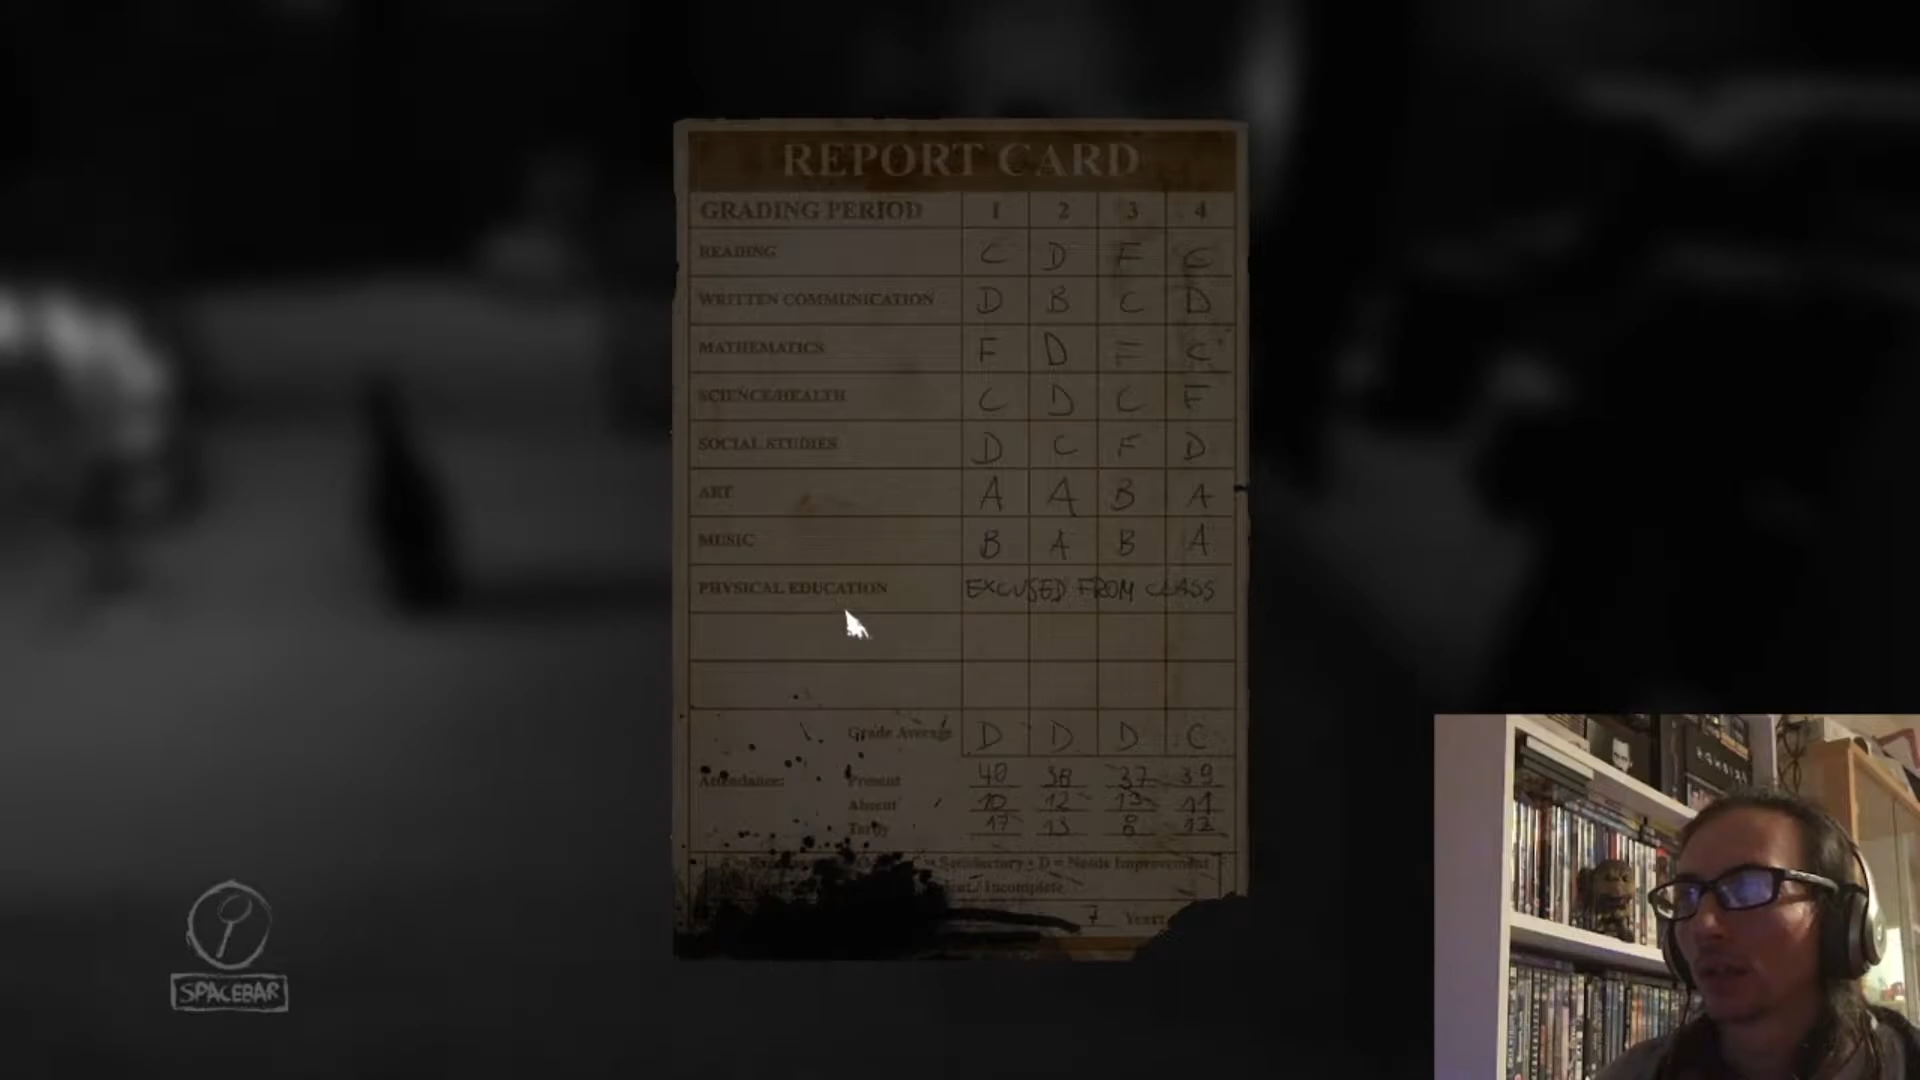 REPORT CARD
GRADING PERIOD 1 2 3 4
READING C D F C
WRITTEN COMMUNICATION D B C D
MATHEMATICS F D F C
SCIENCE/HEALTH C D C F
SOCIAL STUDIES D C F D
ART A A B A
MUSIC B A B A
PHYSICAL EDUCATION EXCUSED FROM CLASS
Grade Average D D D C
Attendance: Present 40 38 37 39
Absent 10 12 13 11
Tardy 17 13 8 12
Satisfactory • D = Needs Improvement
/ Incomplete
7 Years
SPACEBAR